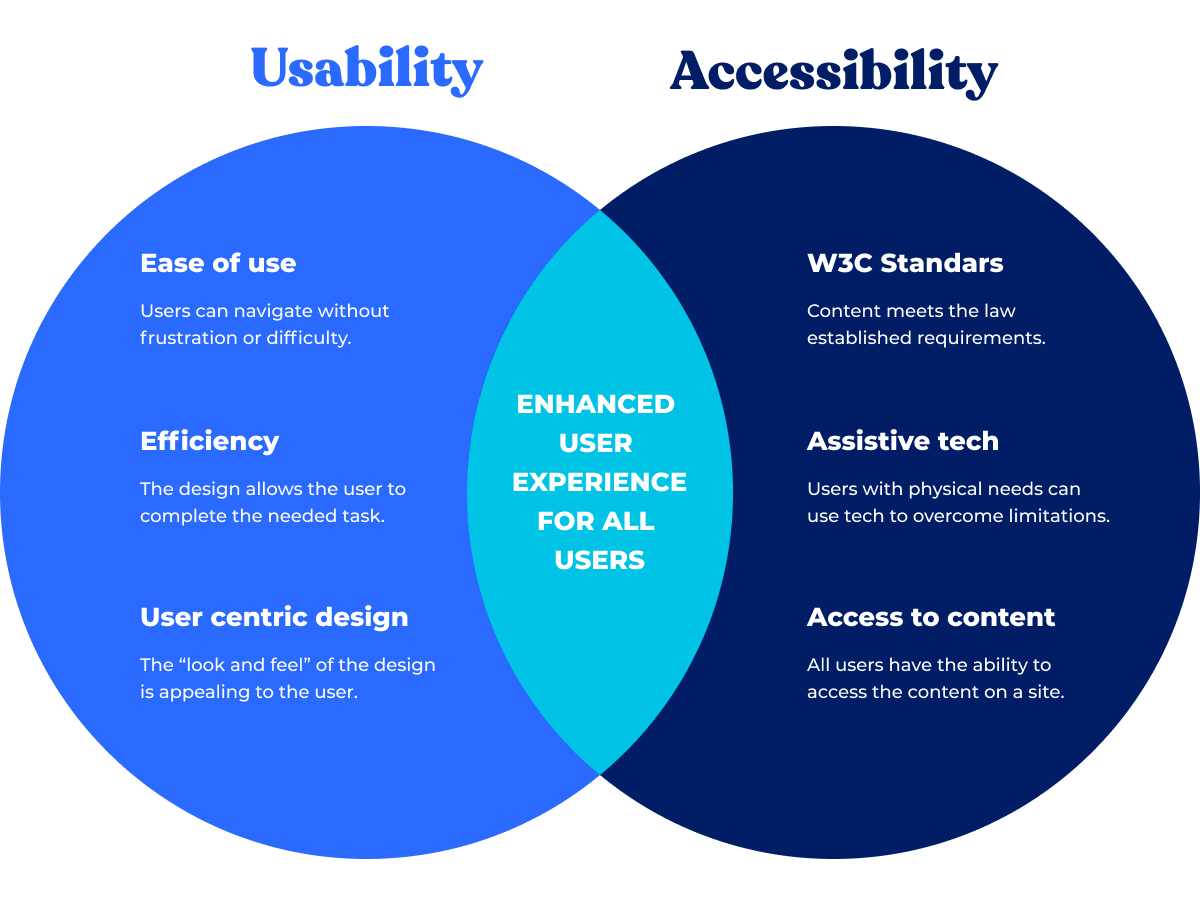 Usability
Accessibility
Ease of use
Users can navigate without
frustration or difficulty.
Efficiency
The design allows the user to
complete the needed task.
User centric design
The “look and feel” of the design
is appealing to the user.
ENHANCED
USER
EXPERIENCE
FOR ALL
USERS
W3C Standars
Content meets the law
established requirements.
Assistive tech
Users with physical needs can
use tech to overcome limitations.
Access to content
All users have the ability to
access the content on a site.